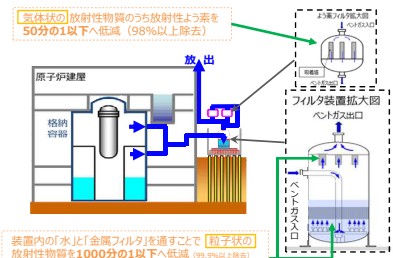 気体状の 放射性物質のうち放射性よう素を
50分の1以下へ低減（98%以上除去）
よう素フィルタ拡大図
ベントガス入口
吸着塔
ベントガス出口
放 出
原子炉建屋
格納
容器
フィルタ装置拡大図
ベントガス出口
ベントガス入口
装置内の「水」と「金属フィルタ」を通すことで 粒子状の
放射性物質を1000分の1以下へ低減（99.9%以上除去）